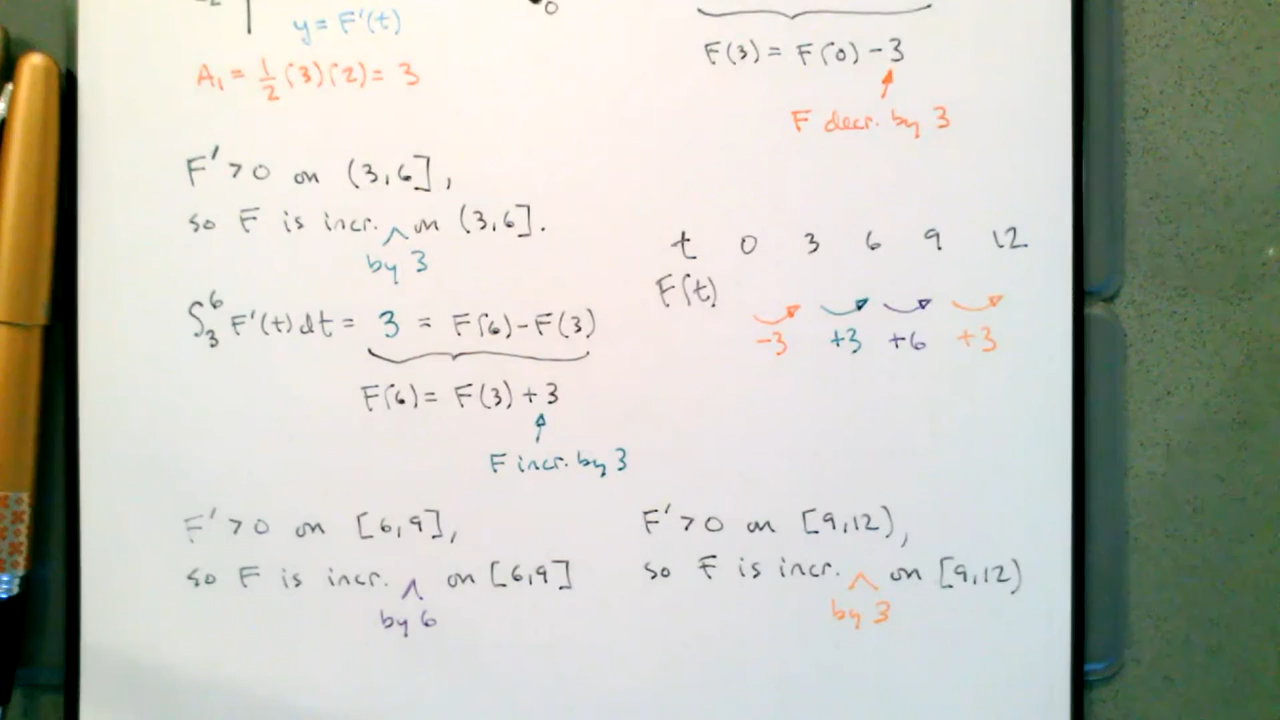 -2
0
y = F'(t)
A₁ = 1/2 (3)(2) = 3
F(3) = F(0) - 3
F decr. by 3
F' > 0 on (3,6],
so F is incr. ^ on (3,6].
by 3
∫₃⁶ F'(t) dt = 3 = F(6) - F(3)
F(6) = F(3) + 3
F incr. by 3
t 0 3 6 9 12
F(t)
-3 +3 +6 +3
F' > 0 on [6,9],
so F is incr. ^ on [6,9]
by 6
F' > 0 on [9,12),
so F is incr. ^ on [9,12)
by 3